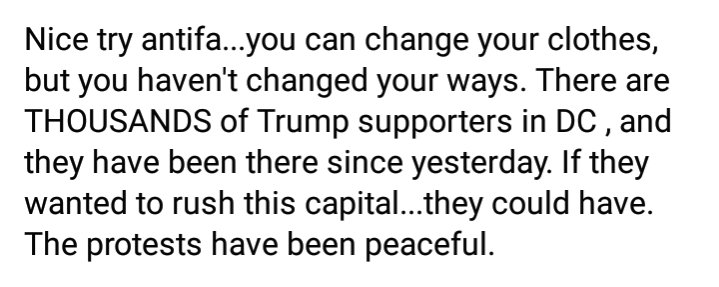 Nice try antifa...you can change your clothes,
but you haven't changed your ways. There are
THOUSANDS of Trump supporters in DC , and
they have been there since yesterday. If they
wanted to rush this capital...they could have.
The protests have been peaceful.